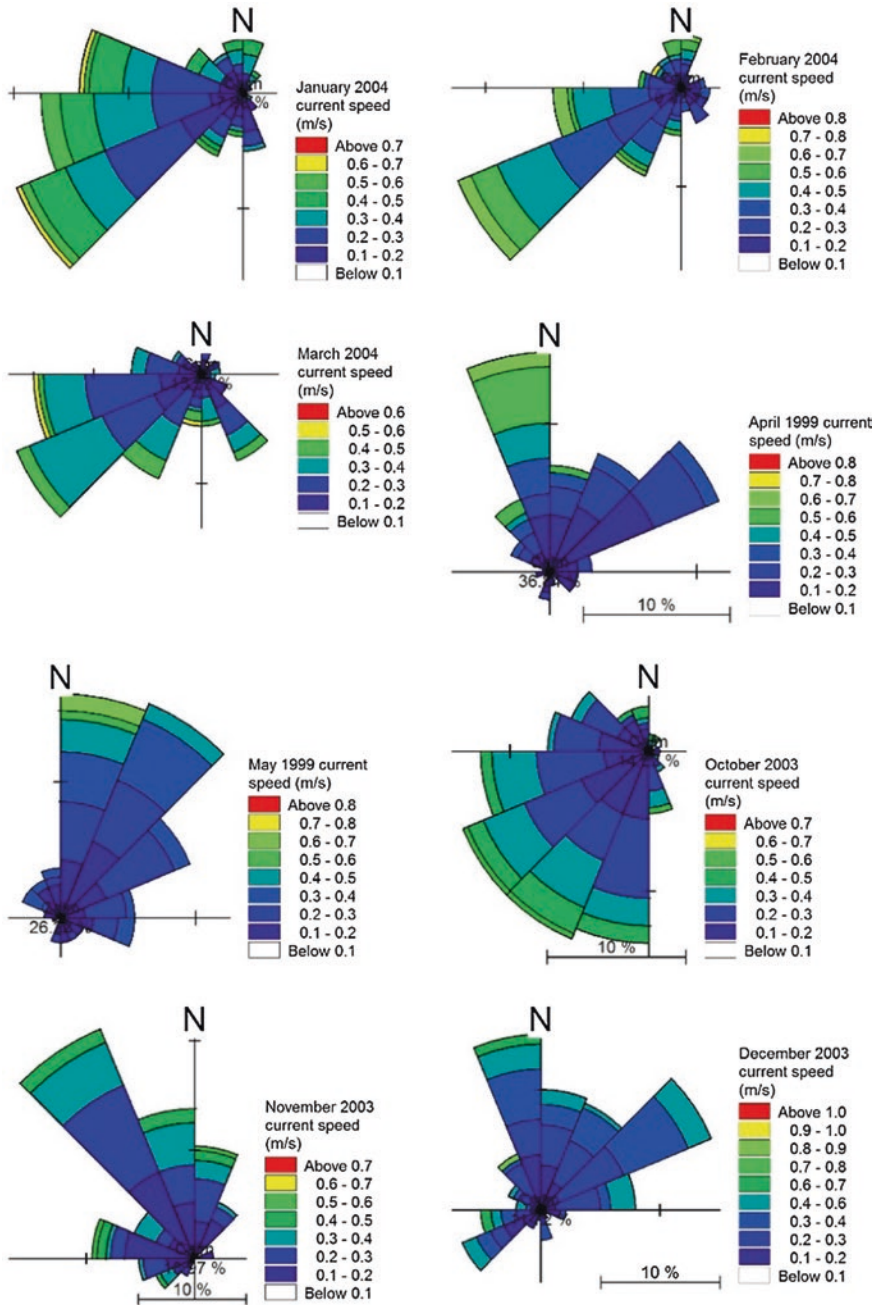 N
January 2004
current speed
(m/s)
Above 0.7
0.6 - 0.7
0.5 - 0.6
0.4 - 0.5
0.3 - 0.4
0.2 - 0.3
0.1 - 0.2
Below 0.1
N
February 2004
current speed
(m/s)
Above 0.8
0.7 - 0.8
0.6 - 0.7
0.5 - 0.6
0.4 - 0.5
0.3 - 0.4
0.2 - 0.3
0.1 - 0.2
Below 0.1
N
March 2004
current speed
(m/s)
Above 0.6
0.5 - 0.6
0.4 - 0.5
0.3 - 0.4
0.2 - 0.3
0.1 - 0.2
Below 0.1
N
10 %
April 1999 current
speed (m/s)
Above 0.8
0.7 - 0.8
0.6 - 0.7
0.5 - 0.6
0.4 - 0.5
0.3 - 0.4
0.2 - 0.3
0.1 - 0.2
Below 0.1
N
May 1999 current
speed (m/s)
Above 0.8
0.7 - 0.8
0.6 - 0.7
0.5 - 0.6
0.4 - 0.5
0.3 - 0.4
0.2 - 0.3
0.1 - 0.2
Below 0.1
N
10 %
October 2003
current speed
(m/s)
Above 0.7
0.6 - 0.7
0.5 - 0.6
0.4 - 0.5
0.3 - 0.4
0.2 - 0.3
0.1 - 0.2
Below 0.1
N
10 %
November 2003
current speed
(m/s)
Above 0.7
0.6 - 0.7
0.5 - 0.6
0.4 - 0.5
0.3 - 0.4
0.2 - 0.3
0.1 - 0.2
Below 0.1
N
10 %
December 2003
current speed
(m/s)
Above 1.0
0.9 - 1.0
0.8 - 0.9
0.7 - 0.8
0.6 - 0.7
0.4 - 0.6
0.3 - 0.4
0.2 - 0.3
0.1 - 0.2
Below 0.1